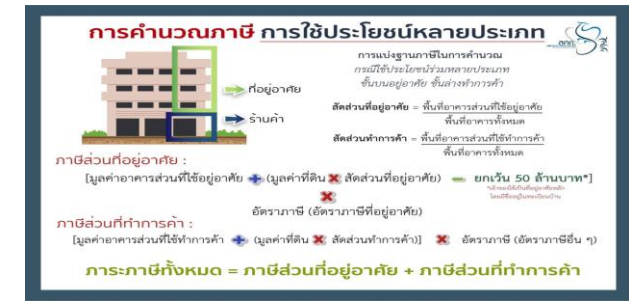 การคำนวณภาษี การใช้ประโยชน์หลายประเภท
สถก.
การแบ่งฐานภาษีในการคำนวณ
กรณีใช้ประโยชน์ร่วมหลายประเภท
ชั้นบนอยู่อาศัย ชั้นล่างทำการค้า
ที่อยู่อาศัย
ร้านค้า
สัดส่วนที่อยู่อาศัย = พื้นที่อาคารส่วนที่ใช้อยู่อาศัย
พื้นที่อาคารทั้งหมด
สัดส่วนทำการค้า = พื้นที่อาคารส่วนที่ใช้ทำการค้า
พื้นที่อาคารทั้งหมด
ภาษีส่วนที่อยู่อาศัย :
[มูลค่าอาคารส่วนที่ใช้อยู่อาศัย + (มูลค่าที่ดิน × สัดส่วนที่อยู่อาศัย) − ยกเว้น 50 ล้านบาท*]
×
อัตราภาษี (อัตราภาษีที่อยู่อาศัย)
ภาษีส่วนที่ทำการค้า :
[มูลค่าอาคารส่วนที่ใช้ทำการค้า + (มูลค่าที่ดิน × สัดส่วนทำการค้า)] × อัตราภาษี (อัตราภาษีอื่น ๆ)
ภาระภาษีทั้งหมด = ภาษีส่วนที่อยู่อาศัย + ภาษีส่วนที่ทำการค้า